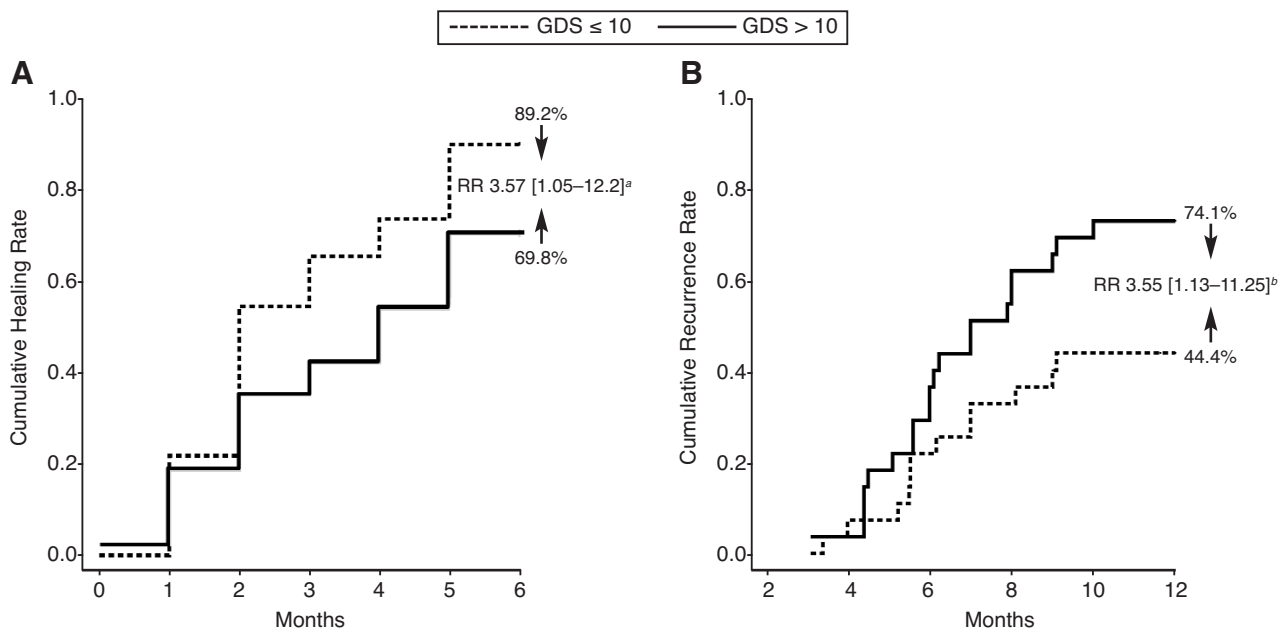 GDS ≤ 10 GDS > 10
A
Cumulative Healing Rate
1.0
0.8
0.6
0.4
0.2
0.0
0 1 2 3 4 5 6
Months
89.2%
RR 3.57 [1.05–12.2]a
69.8%
B
Cumulative Recurrence Rate
1.0
0.8
0.6
0.4
0.2
0.0
2 4 6 8 10 12
Months
74.1%
RR 3.55 [1.13–11.25]b
44.4%